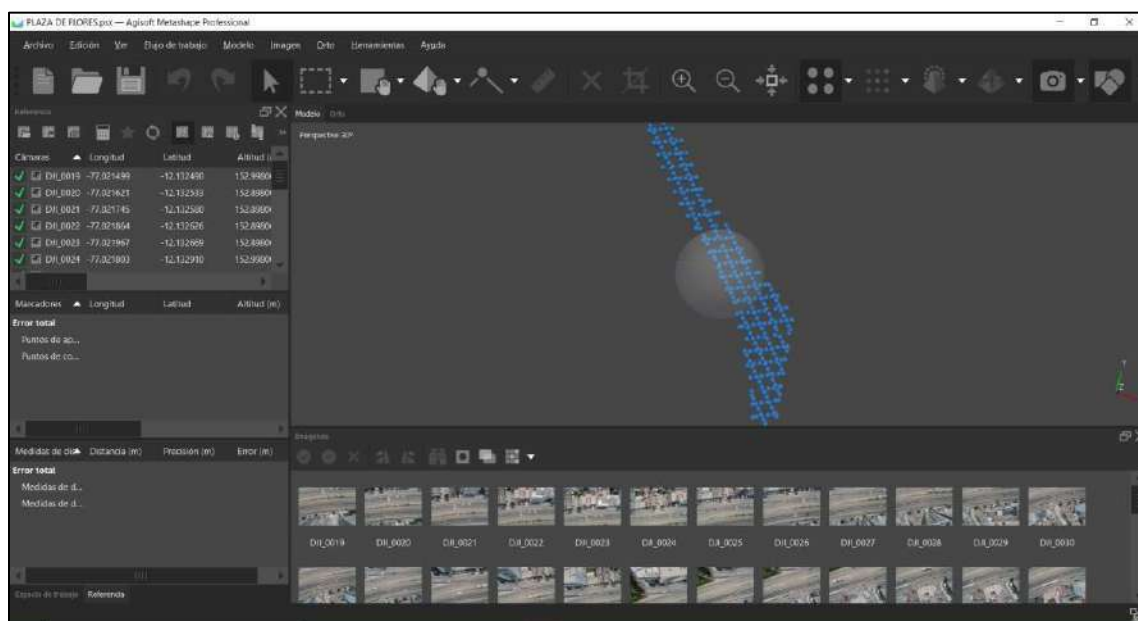 PLAZA DE FLORES.psx — Agisoft Metashape Professional
Archivo Edición Ver Flujo de trabajo Modelo Imagen Orto Herramientas Ayuda
Referencia
Modelo Orto
Perspectiva 30°
Cámaras Longitud Latitud Altitud
DJI_0019 -77.021499 -12.132490 152.9980
DJI_0020 -77.021621 -12.132533 152.8980
DJI_0021 -77.021745 -12.132580 152.8980
DJI_0022 -77.021864 -12.132626 152.8980
DJI_0023 -77.021967 -12.132669 152.8980
DJI_0024 -77.021803 -12.132910 152.9980
Marcadores Longitud Latitud Altitud (m)
Error total
Puntos de ap...
Puntos de co...
Imágenes
Medidas de dis Distancia (m) Precisión (m) Error (m)
Error total
Medidas de d...
Medidas de d...
DJI_0019 DJI_0020 DJI_0021 DJI_0022 DJI_0023 DJI_0024 DJI_0025 DJI_0026 DJI_0027 DJI_0028 DJI_0029 DJI_0030
Espacio de trabajo Referencia